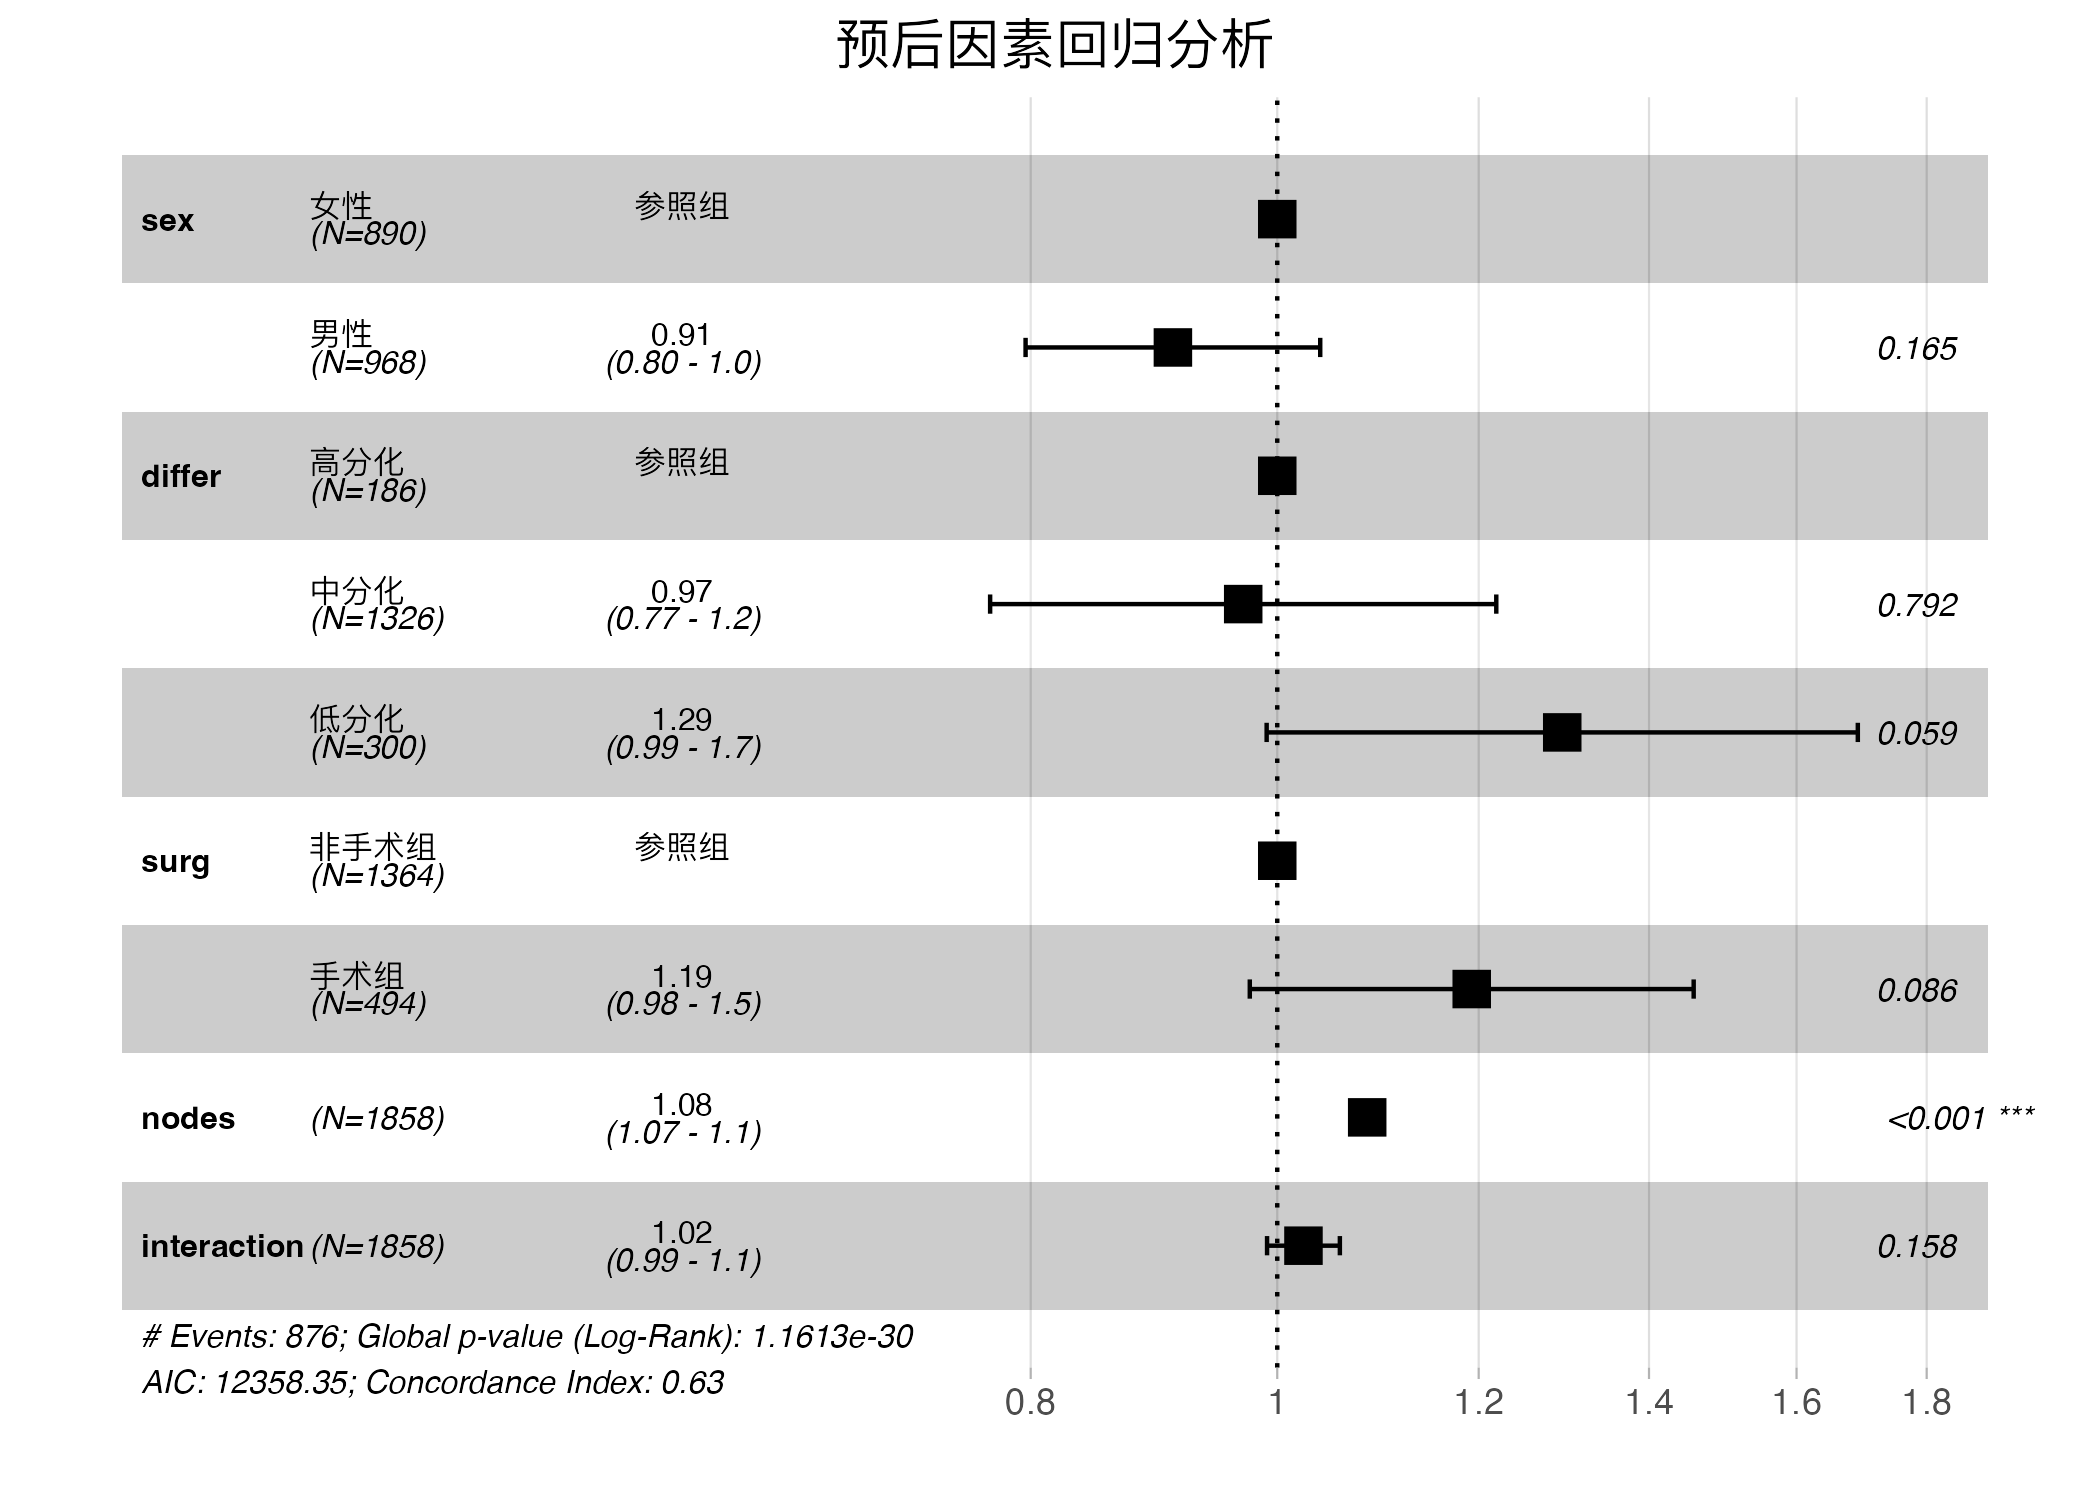 预后因素回归分析
sex
女性
(N=890)
参照组
男性
(N=968)
0.91
(0.80 - 1.0)
0.165
differ
高分化
(N=186)
参照组
中分化
(N=1326)
0.97
(0.77 - 1.2)
0.792
低分化
(N=300)
1.29
(0.99 - 1.7)
0.059
surg
非手术组
(N=1364)
参照组
手术组
(N=494)
1.19
(0.98 - 1.5)
0.086
nodes
(N=1858)
1.08
(1.07 - 1.1)
<0.001 ***
interaction
(N=1858)
1.02
(0.99 - 1.1)
0.158
# Events: 876; Global p-value (Log-Rank): 1.1613e-30
AIC: 12358.35; Concordance Index: 0.63
0.8 1 1.2 1.4 1.6 1.8